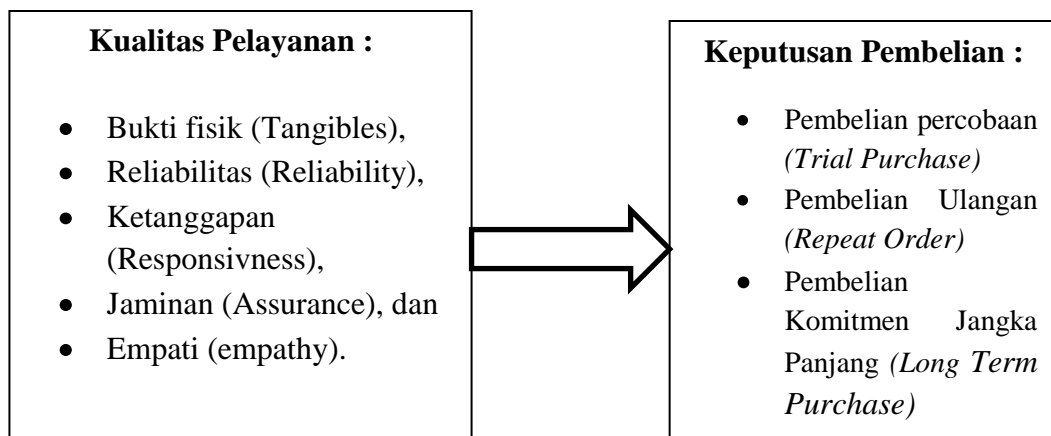 Kualitas Pelayanan :
• Bukti fisik (Tangibles),
• Reliabilitas (Reliability),
• Ketanggapan
(Responsivness),
• Jaminan (Assurance), dan
• Empati (empathy).
Keputusan Pembelian :
• Pembelian percobaan
(Trial Purchase)
• Pembelian Ulangan
(Repeat Order)
• Pembelian
Komitmen Jangka
Panjang (Long Term
Purchase)